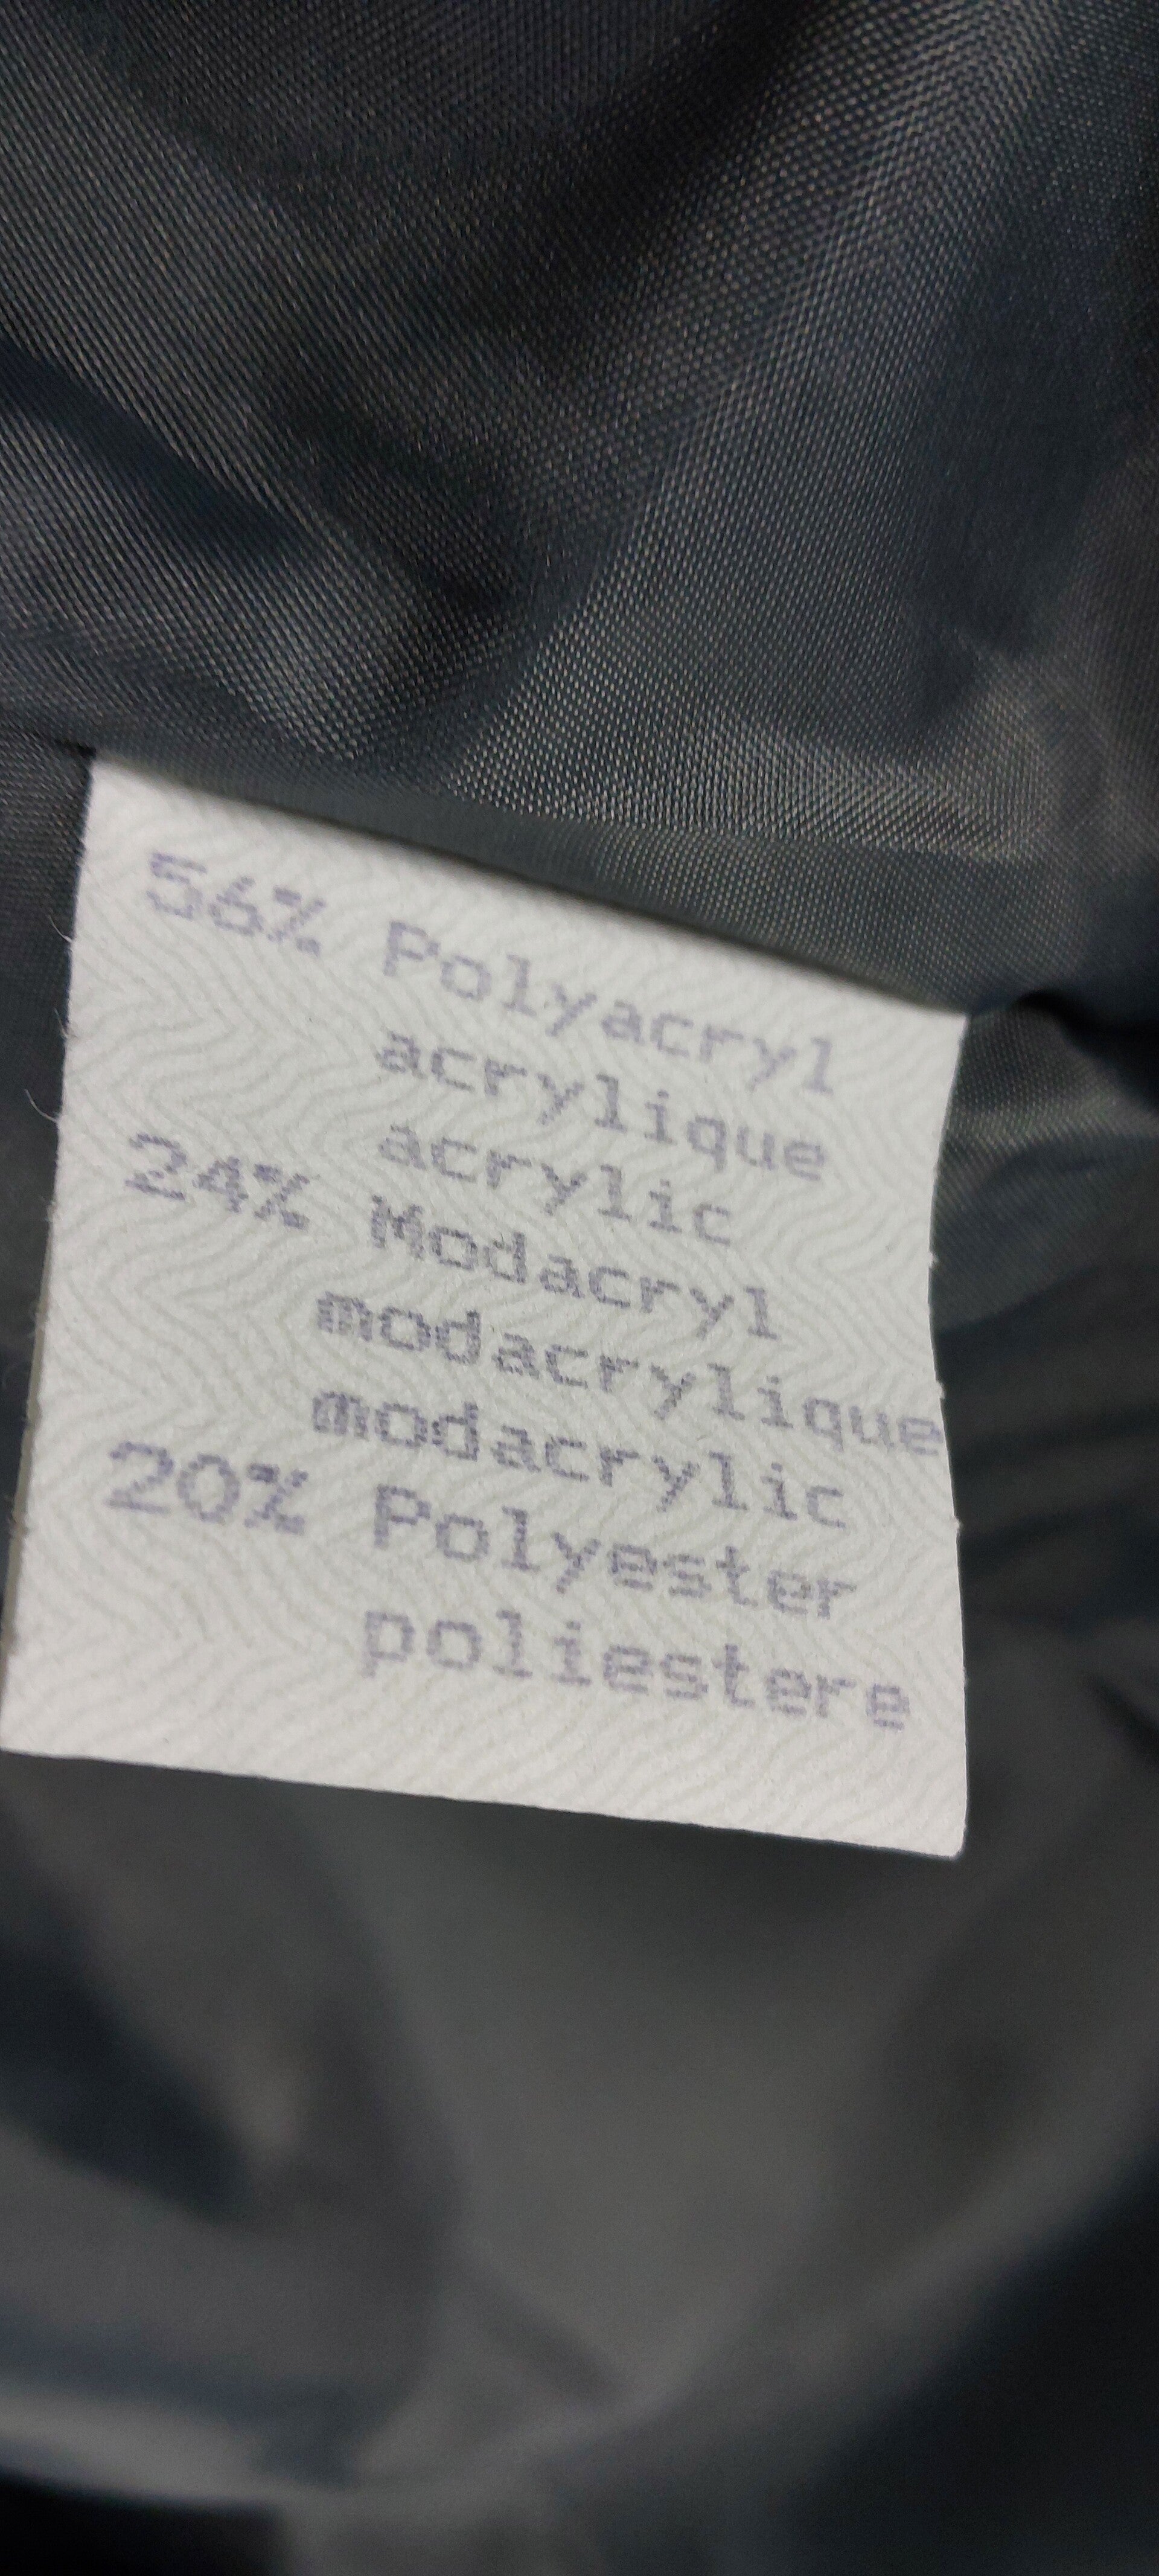 56% Polyacryl
acrylique
acrylic
24% Modacryl
modacrylique
modacrylic
20% Polyester
poliestere